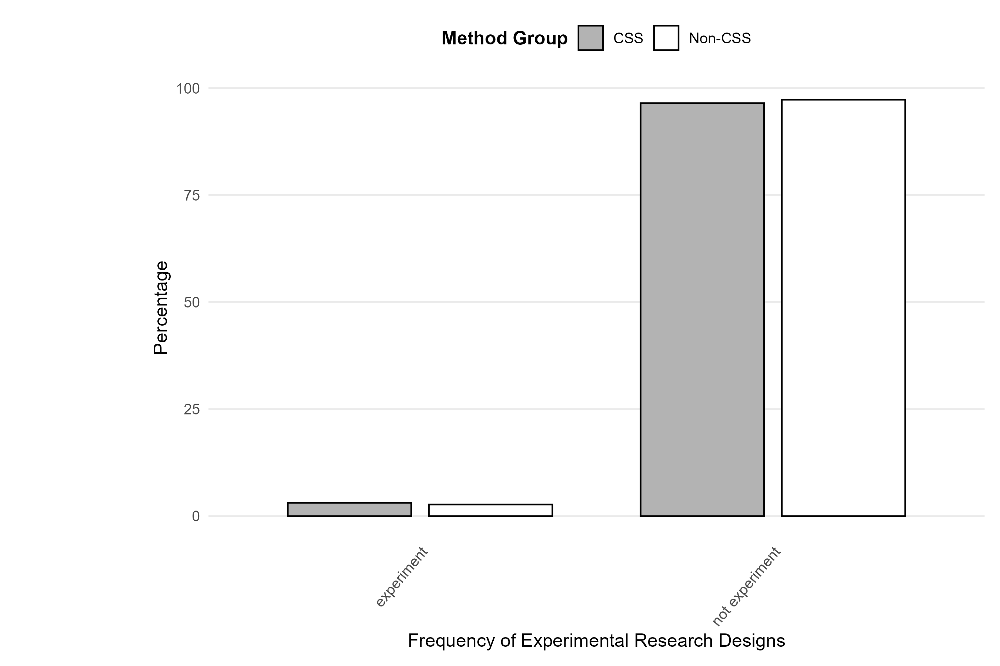 Method Group CSS Non-CSS
100
75
50
25
0
Percentage
experiment
not experiment
Frequency of Experimental Research Designs